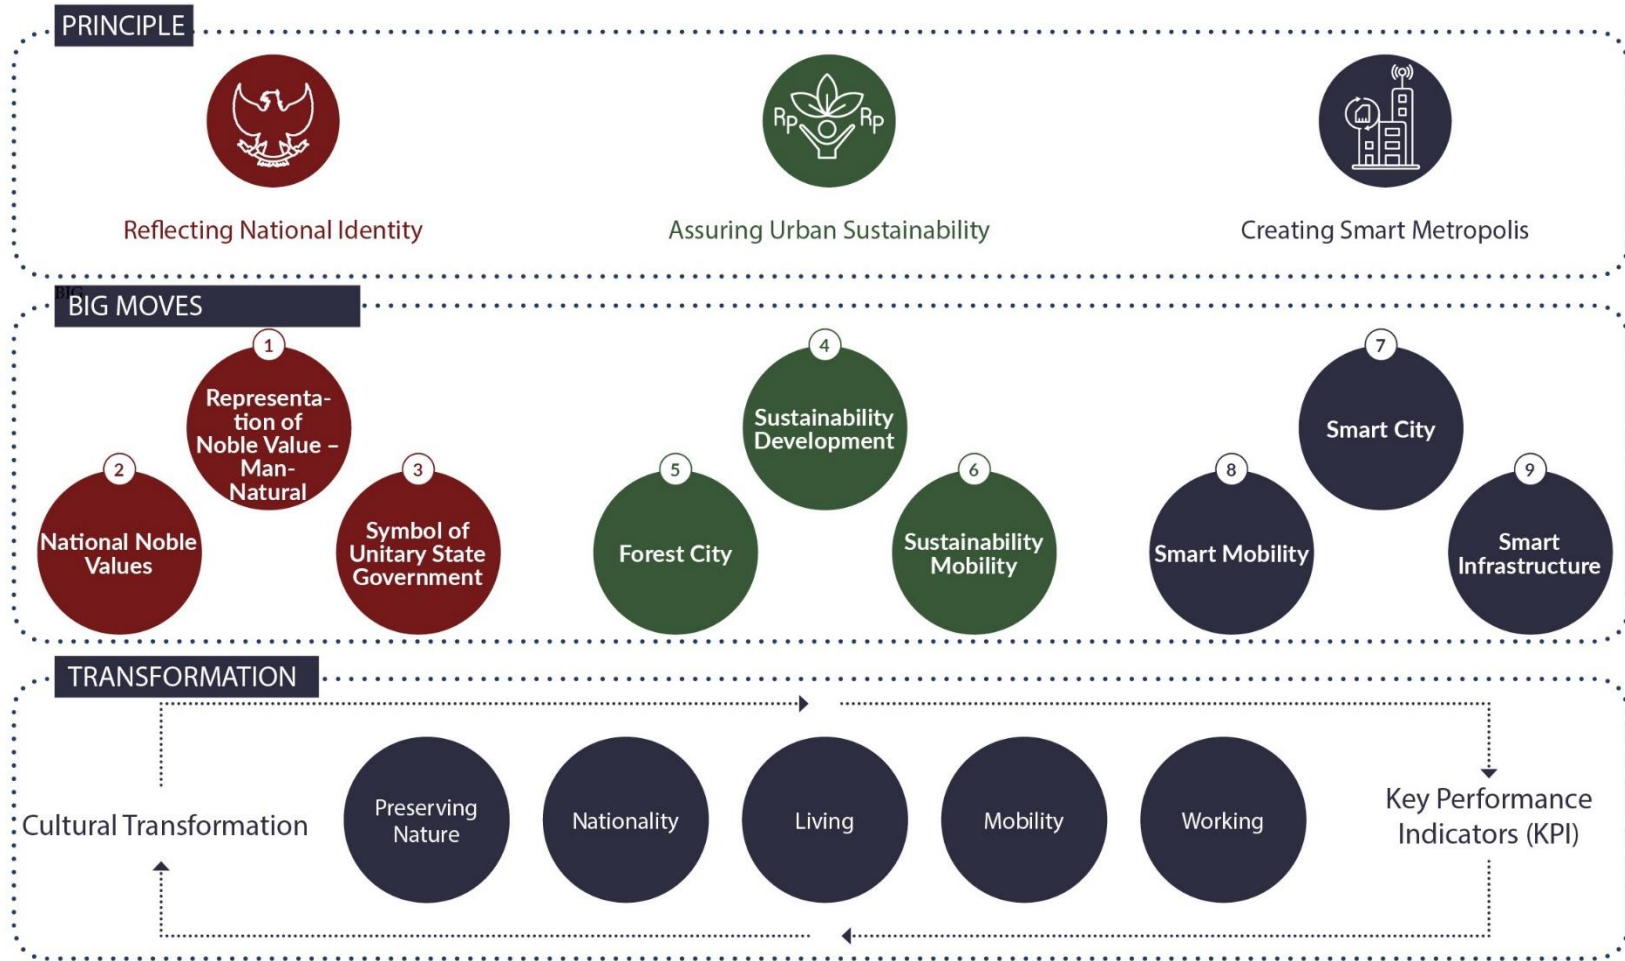 PRINCIPLE
Rp Rp
Reflecting National Identity
Assuring Urban Sustainability
Creating Smart Metropolis
BIG
BIG MOVES
1
Representa-
tion of
Noble Value –
Man-
Natural
2
National Noble
Values
3
Symbol of
Unitary State
Government
4
Sustainability
Development
5
Forest City
6
Sustainability
Mobility
7
Smart City
8
Smart Mobility
9
Smart
Infrastructure
TRANSFORMATION
Cultural Transformation
Preserving
Nature
Nationality
Living
Mobility
Working
Key Performance
Indicators (KPI)